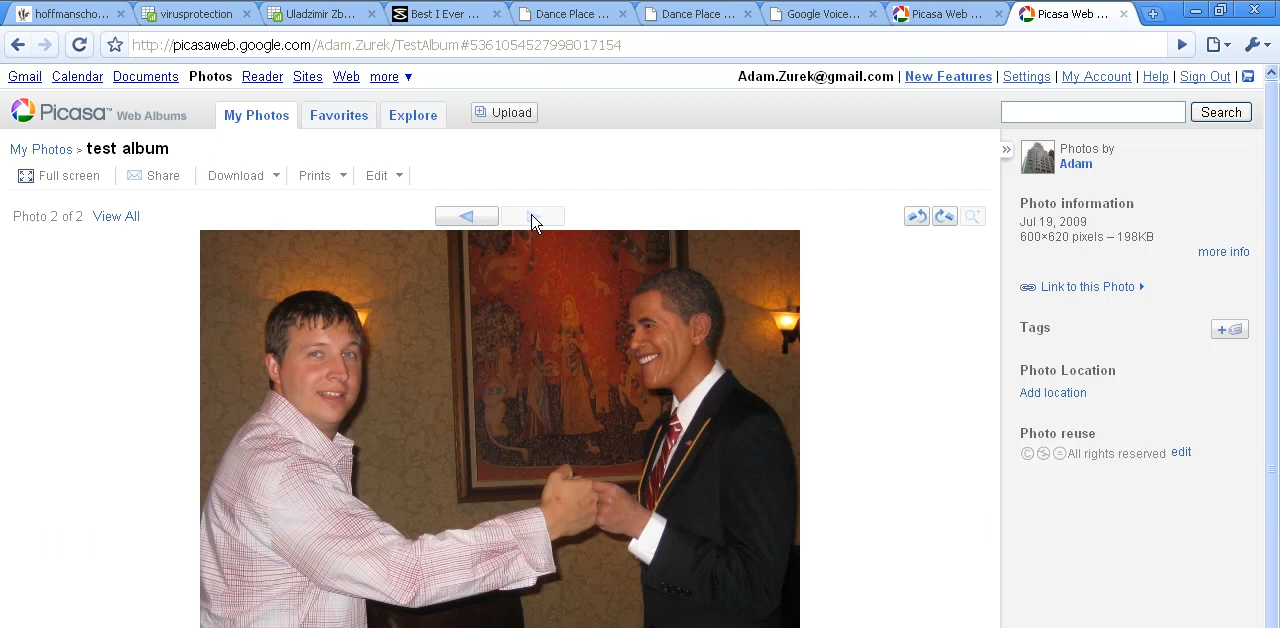 hoffmanscho...
virusprotection
Uladzimir Zb...
Best I Ever ...
Dance Place ...
Dance Place ...
Google Voice...
Picasa Web ...
Picasa Web ...
http://picasaweb.google.com/Adam.Zurek/TestAlbum#5361054527998017154
Gmail Calendar Documents Photos Reader Sites Web more ▼
Adam.Zurek@gmail.com | New Features | Settings | My Account | Help | Sign Out |
Picasa™ Web Albums
My Photos
Favorites
Explore
Upload
Search
My Photos > test album
Full screen
Share
Download
Prints
Edit
Photo 2 of 2 View All
Photos by
Adam
Photo information
Jul 19, 2009
600×620 pixels – 198KB
more info
Link to this Photo
Tags
Photo Location
Add location
Photo reuse
All rights reserved edit